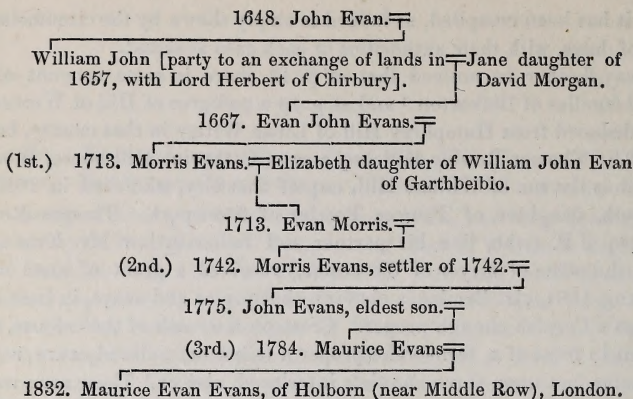 1648. John Evan.
William John [party to an exchange of lands in Jane daughter of
1657, with Lord Herbert of Chirbury]. David Morgan.
1667. Evan John Evans,
(1st.) 1713. Morris Evans. Elizabeth daughter of William John Evan
of Garthbeibio.
1713. Evan Morris.
(2nd.) 1742. Morris Evans, settler of 1742.
1775. John Evans, eldest son.
(3rd.) 1784. Maurice Evans
1832. Maurice Evan Evans, of Holborn (near Middle Row), London.